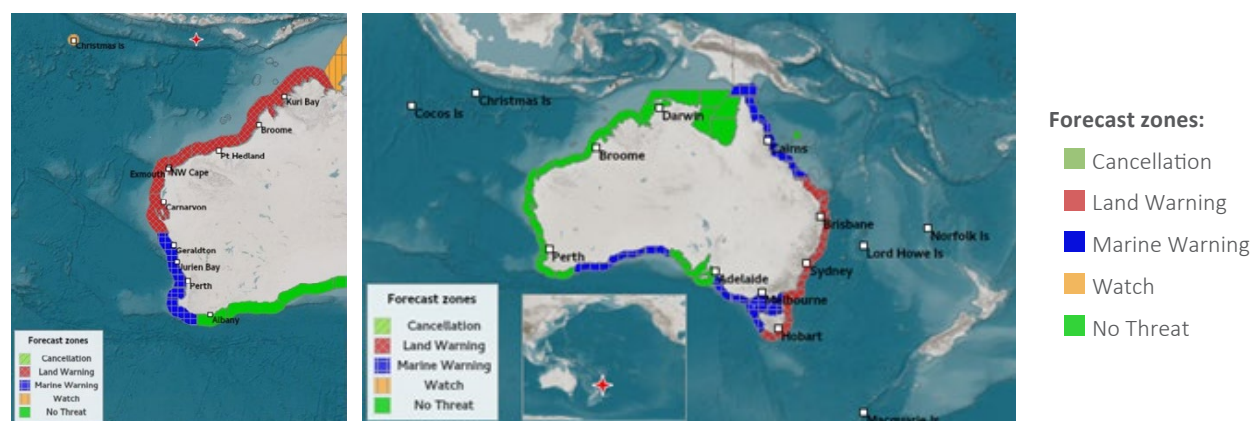 Christmas Is
Kuri Bay
Broome
Pt Hedland
Exmouth
NW Cape
Carnarvon
Geraldton
Jurien Bay
Perth
Albany
Forecast zones
Cancellation
Land Warning
Marine Warning
Watch
No Threat
Christmas Is
Cocos Is
Darwin
Cairns
Broome
Brisbane
Norfolk Is
Lord Howe Is
Perth
Sydney
Adelaide
Melbourne
Hobart
Macquarie Is
Forecast zones
Cancellation
Land Warning
Marine Warning
Watch
No Threat
Forecast zones:
Cancellation
Land Warning
Marine Warning
Watch
No Threat